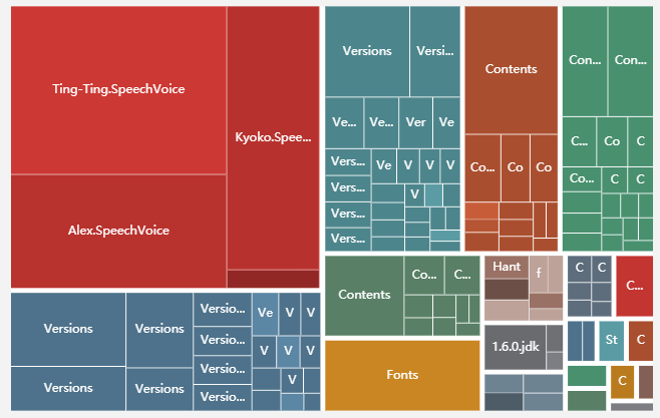 Ting-Ting.SpeechVoice
Kyoko.Spee...
Alex.SpeechVoice
Versions
Versi...
Ve...
Ve...
Ver
Ve
Vers...
Ve
V
V
V
Vers...
V
Vers...
Vers...
Contents
Co...
Co
Co
Con...
Con...
C...
Co
C
Co...
C
C
Versions
Versions
Versio...
Ve
V
V
Versio...
V
V
V
Versions
Versions
Versio...
V
Versio...
Contents
Co...
C...
Fonts
Hant
f
1.6.0.jdk
C
C
C...
St
C
C